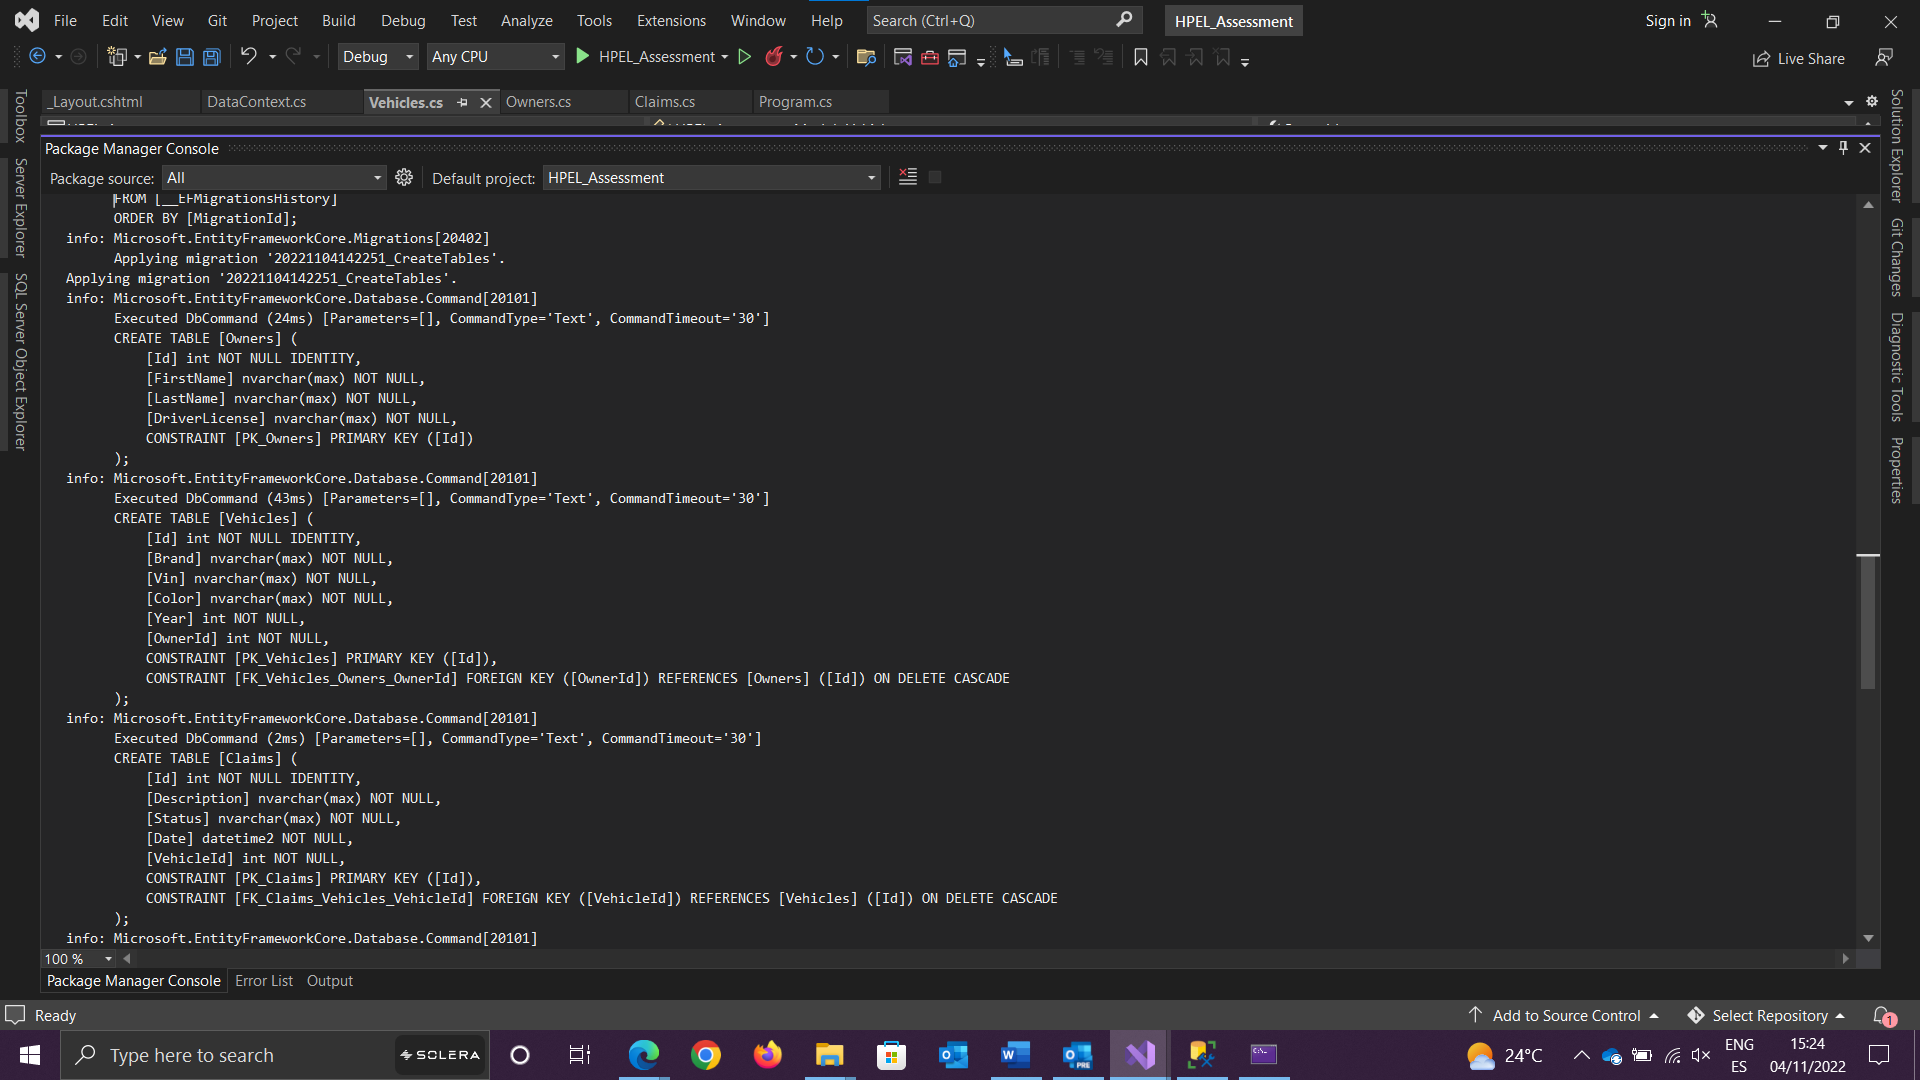 File Edit View Git Project Build Debug Test Analyze Tools Extensions Window Help Search (Ctrl+Q) HPEL_Assessment Sign in
Debug Any CPU HPEL_Assessment Live Share
_Layout.cshtml DataContext.cs Vehicles.cs Owners.cs Claims.cs Program.cs
Toolbox
Server Explorer
SQL Server Object Explorer
Package Manager Console
Package source: All Default project: HPEL_Assessment
FROM [__EFMigrationsHistory]
ORDER BY [MigrationId];
info: Microsoft.EntityFrameworkCore.Migrations[20402]
Applying migration '20221104142251_CreateTables'.
Applying migration '20221104142251_CreateTables'.
info: Microsoft.EntityFrameworkCore.Database.Command[20101]
Executed DbCommand (24ms) [Parameters=[], CommandType='Text', CommandTimeout='30']
CREATE TABLE [Owners] (
[Id] int NOT NULL IDENTITY,
[FirstName] nvarchar(max) NOT NULL,
[LastName] nvarchar(max) NOT NULL,
[DriverLicense] nvarchar(max) NOT NULL,
CONSTRAINT [PK_Owners] PRIMARY KEY ([Id])
);
info: Microsoft.EntityFrameworkCore.Database.Command[20101]
Executed DbCommand (43ms) [Parameters=[], CommandType='Text', CommandTimeout='30']
CREATE TABLE [Vehicles] (
[Id] int NOT NULL IDENTITY,
[Brand] nvarchar(max) NOT NULL,
[Vin] nvarchar(max) NOT NULL,
[Color] nvarchar(max) NOT NULL,
[Year] int NOT NULL,
[OwnerId] int NOT NULL,
CONSTRAINT [PK_Vehicles] PRIMARY KEY ([Id]),
CONSTRAINT [FK_Vehicles_Owners_OwnerId] FOREIGN KEY ([OwnerId]) REFERENCES [Owners] ([Id]) ON DELETE CASCADE
);
info: Microsoft.EntityFrameworkCore.Database.Command[20101]
Executed DbCommand (2ms) [Parameters=[], CommandType='Text', CommandTimeout='30']
CREATE TABLE [Claims] (
[Id] int NOT NULL IDENTITY,
[Description] nvarchar(max) NOT NULL,
[Status] nvarchar(max) NOT NULL,
[Date] datetime2 NOT NULL,
[VehicleId] int NOT NULL,
CONSTRAINT [PK_Claims] PRIMARY KEY ([Id]),
CONSTRAINT [FK_Claims_Vehicles_VehicleId] FOREIGN KEY ([VehicleId]) REFERENCES [Vehicles] ([Id]) ON DELETE CASCADE
);
info: Microsoft.EntityFrameworkCore.Database.Command[20101]
100 %
Package Manager Console Error List Output
Solution Explorer
Git Changes
Diagnostic Tools
Properties
Ready Add to Source Control Select Repository 1
Type here to search SOLERA PRE 24°C ENG 15:24
ES 04/11/2022